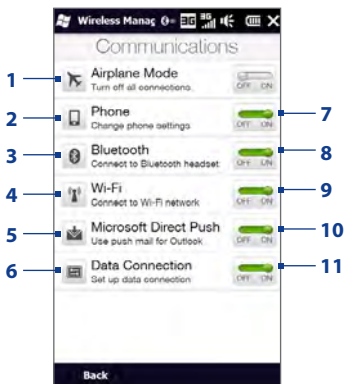 Wireless Manag
3G 3G
Communications
1 Airplane Mode
Turn off all connections.
OFF ON
2 Phone 7
Change phone settings
OFF ON
3 Bluetooth 8
Connect to Bluetooth headset
OFF ON
4 Wi-Fi 9
Connect to Wi-Fi network
OFF ON
5 Microsoft Direct Push 10
Use push mail for Outlook
OFF ON
6 Data Connection 11
Set up data connection
OFF ON
Back